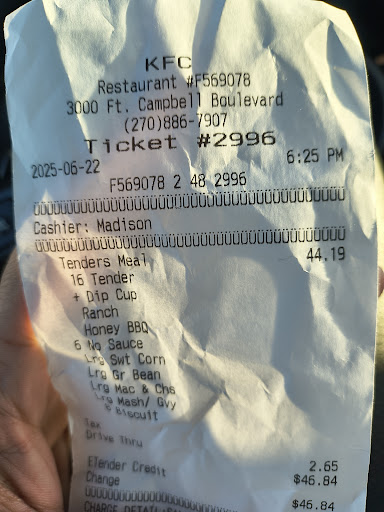 KFC
Restaurant #F569078
3000 Ft. Campbell Boulevard
(270)886-7907
Ticket #2996
2025-06-22 6:25 PM
F569078 2 48 2996
Cashier: Madison
Tenders Meal 44.19
16 Tender
+ Dip Cup
Ranch
Honey BBQ
6 No Sauce
Lrg Swt Corn
Lrg Gr Bean
Lrg Mac & Chs
Lrg Mash/ Gvy
Biscuit
Tax 2.65
Drive Thru $46.84
ETender Credit $46.84
Change